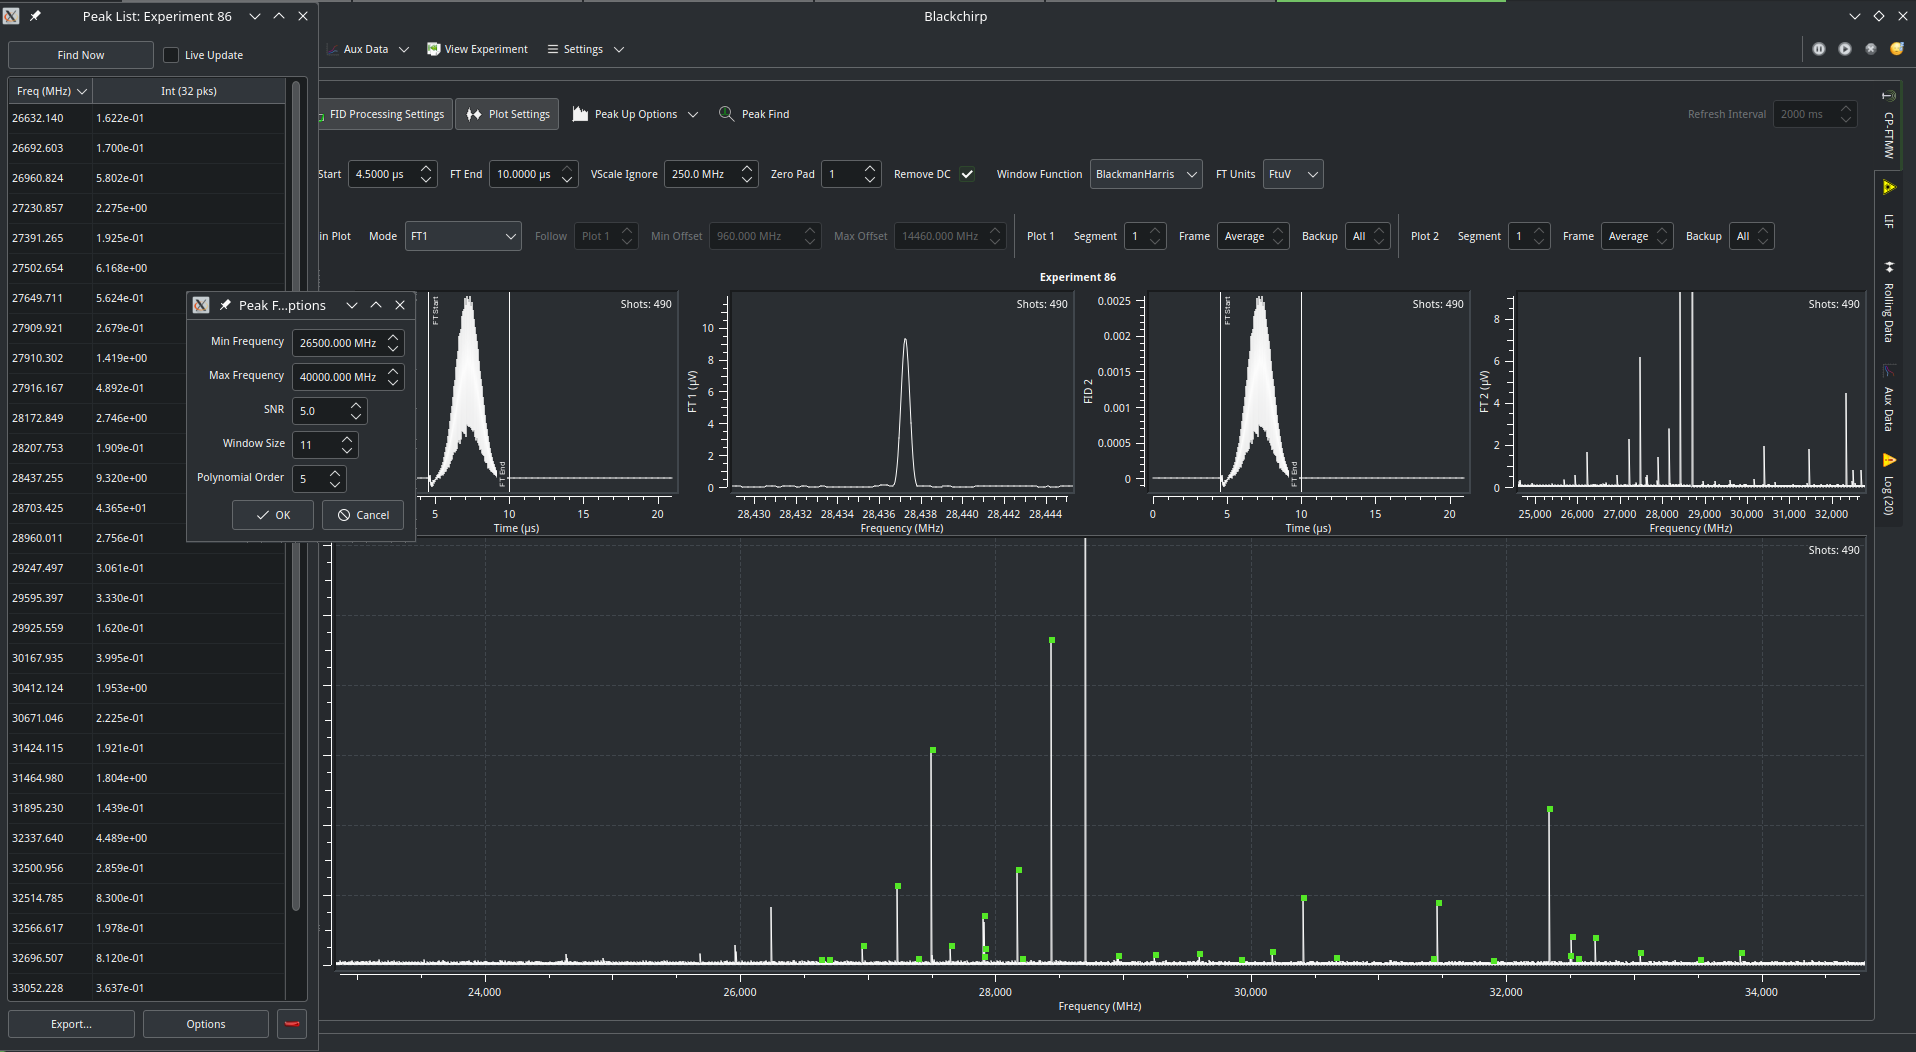 Peak List: Experiment 86
Blackchirp
Find Now
Live Update
Aux Data
View Experiment
Settings
Freq (MHz)
Int (32 pks)
26632.140 1.622e-01
26692.603 1.700e-01
26960.824 5.802e-01
27230.857 2.275e+00
27391.265 1.925e-01
27502.654 6.168e+00
27649.711 5.624e-01
27909.921 2.679e-01
27910.302 1.419e+00
27916.167 4.892e-01
28172.849 2.746e+00
28207.753 1.909e-01
28437.255 9.320e+00
28703.425 4.365e+01
28960.011 2.756e-01
29247.497 3.061e-01
29595.397 3.330e-01
29925.559 1.620e-01
30167.935 3.995e-01
30412.124 1.953e+00
30671.046 2.225e-01
31424.115 1.921e-01
31464.980 1.804e+00
31895.230 1.439e-01
32337.640 4.489e+00
32500.956 2.859e-01
32514.785 8.300e-01
32566.617 1.978e-01
32696.507 8.120e-01
33052.228 3.637e-01
Export...
Options
Peak F...ptions
Min Frequency 26500.000 MHz
Max Frequency 40000.000 MHz
SNR 5.0
Window Size 11
Polynomial Order 5
OK
Cancel
FID Processing Settings
Plot Settings
Peak Up Options
Peak Find
Refresh Interval 2000 ms
Start 4.5000 µs FT End 10.0000 µs VScale Ignore 250.0 MHz Zero Pad 1 Remove DC Window Function BlackmanHarris FT Units FtuV
in Plot Mode FT1 Follow Plot 1 Min Offset 960.000 MHz Max Offset 14460.000 MHz Plot 1 Segment 1 Frame Average Backup All Plot 2 Segment 1 Frame Average Backup All
Experiment 86
FT Start
Shots: 490
FT End
5 10 15 20
Time (µs)
FT 1 (µV)
10
8
6
4
2
0
Shots: 490
28,430 28,432 28,434 28,436 28,438 28,440 28,442 28,444
Frequency (MHz)
FID 2
0.0025
0.002
0.0015
0.001
0.0005
0
FT Start
Shots: 490
FT End
0 5 10 15 20
Time (µs)
FT 2 (µV)
8
6
4
2
0
Shots: 490
25,000 26,000 27,000 28,000 29,000 30,000 31,000 32,000
Frequency (MHz)
Shots: 490
24,000 26,000 28,000 30,000 32,000 34,000
Frequency (MHz)
CP-FTMW
LIF
Rolling Data
Aux Data
Log (20)